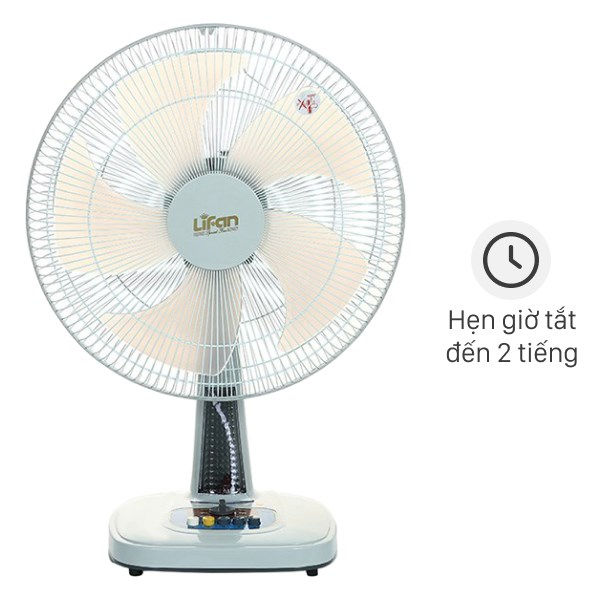 Lifan
Hẹn giờ tắt
đến 2 tiếng